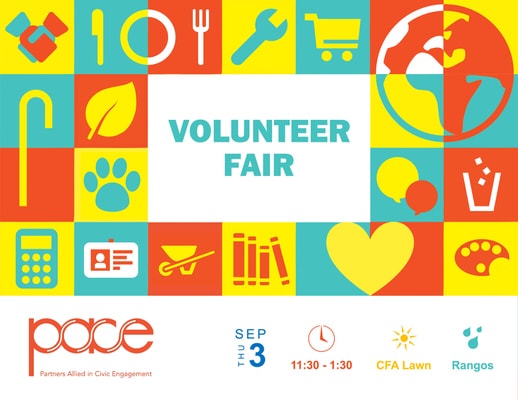 VOLUNTEER
FAIR
pace
Partners Allied in Civic Engagement
SEP
THU
3
11:30 - 1:30
CFA Lawn
Rangos